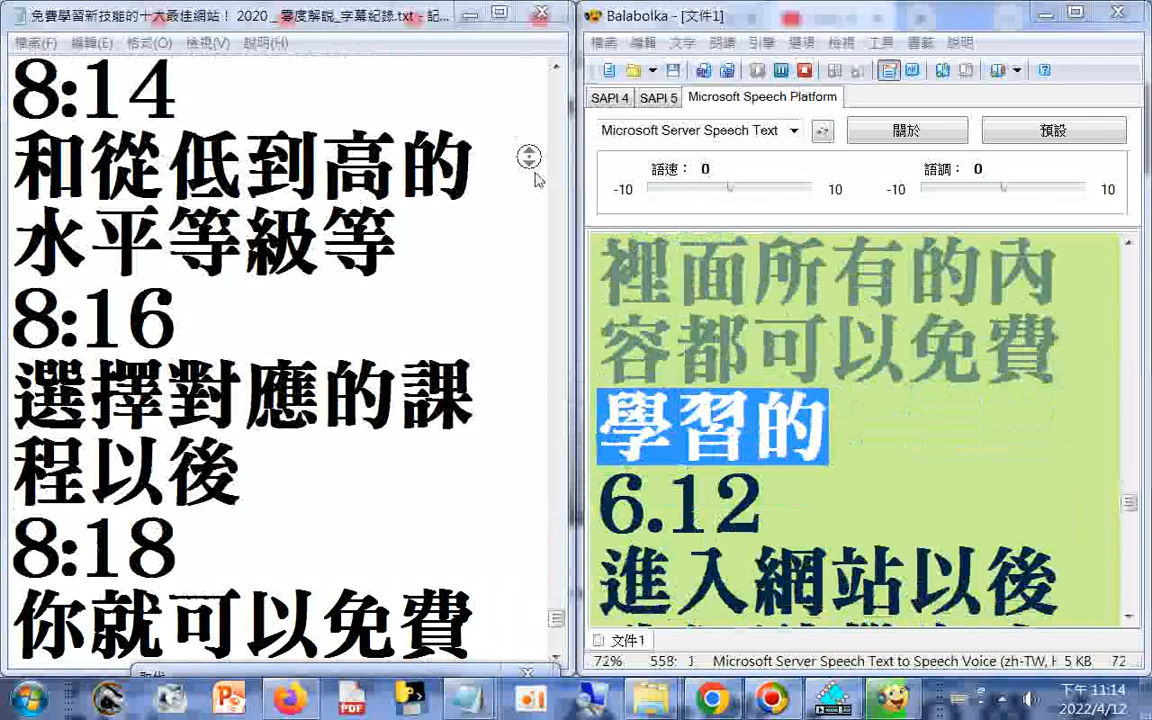 免費學習新技能的十大最佳網站！ 2020 _ 零度解說_字幕紀錄.txt - 記...
檔案(F) 編輯(E) 格式(O) 檢視(V) 說明(H)
8:14
和從低到高的
水平等級等
8:16
選擇對應的課
程以後
8:18
你就可以免費
Balabolka - [文件1]
檔案 編輯 文字 朗讀 引擎 選項 檢視 工具 書籤 說明
SAPI 4 SAPI 5 Microsoft Speech Platform
Microsoft Server Speech Text
關於
預設
語速： 0
語調： 0
-10 10 -10 10
裡面所有的內
容都可以免費
學習的
6.12
進入網站以後
文件1
72% 558: 1 Microsoft Server Speech Text to Speech Voice (zh-TW, H 5 KB 72
下午 11:14
2022/4/12